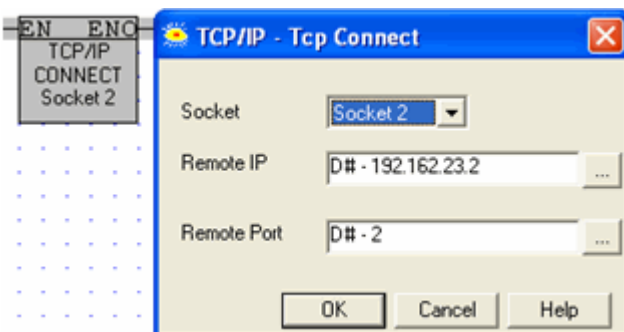 EN ENO
TCP/IP
CONNECT
Socket 2
TCP/IP - Tcp Connect
Socket
Socket 2
Remote IP
D# - 192.162.23.2
...
Remote Port
D# - 2
...
OK
Cancel
Help